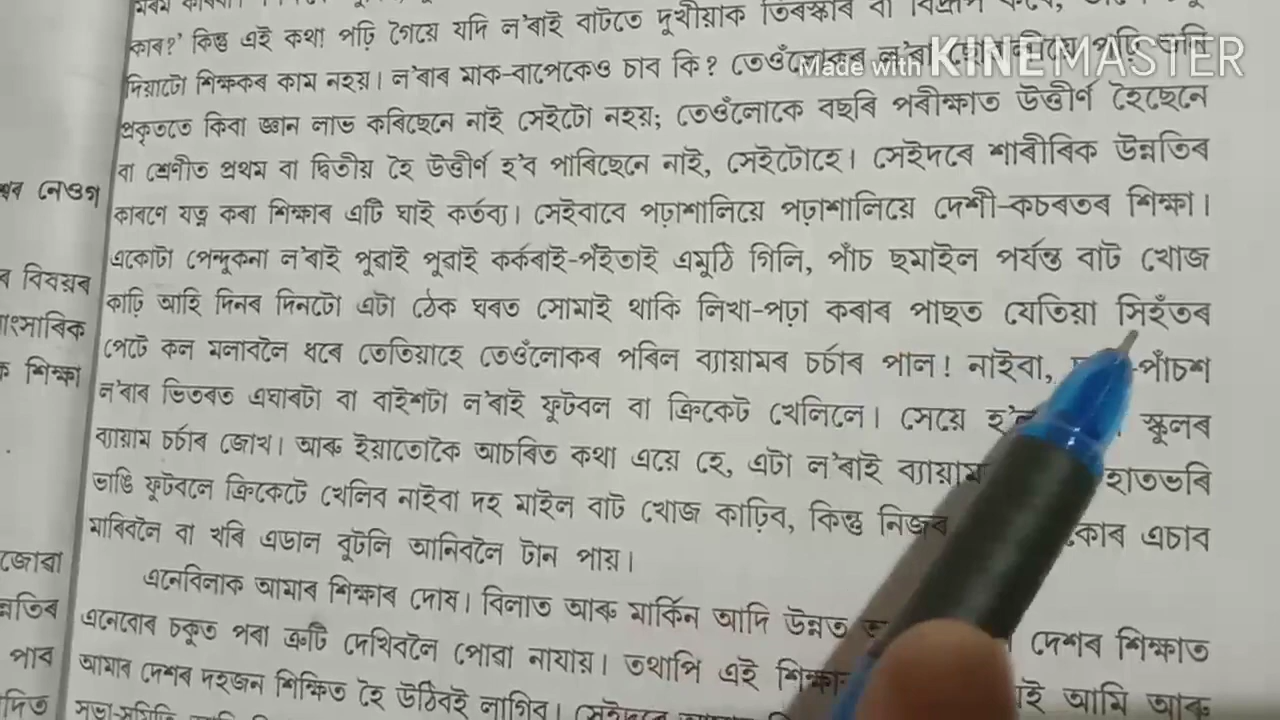 কাৰ?' কিন্তু এই কথা পঢ়ি গৈয়ে যদি ল'ৰাই বাটতে দুখীয়াক তিৰস্কাৰ বা
দিয়াটো শিক্ষকৰ কাম নহয়। ল'ৰাৰ মাক-বাপেকেও চাব কি? তেওঁলোকৰ
Made with KINEMASTER
প্ৰকৃততে কিবা জ্ঞান লাভ কৰিছেনে নাই সেইটো নহয়; তেওঁলোকে বছৰি পৰীক্ষাত উত্তীৰ্ণ হৈছেনে
বা শ্ৰেণীত প্ৰথম বা দ্বিতীয় হৈ উত্তীৰ্ণ হ'ব পাৰিছেনে নাই, সেইটোহে। সেইদৰে শাৰীৰিক উন্নতিৰ
কাৰণে যত্ন কৰা শিক্ষাৰ এটি ঘাই কৰ্তব্য। সেইবাবে পঢ়াশালিয়ে পঢ়াশালিয়ে দেশী-কচৰতৰ শিক্ষা।
একোটা পেন্দুকনা ল'ৰাই পুৱাই পুৱাই কৰ্কৰাই-পঁইতাই এমুঠি গিলি, পাঁচ ছমাইল পৰ্যন্ত বাট খোজ
কাঢ়ি আহি দিনৰ দিনটো এটা ঠেক ঘৰত সোমাই থাকি লিখা-পঢ়া কৰাৰ পাছত যেতিয়া সিহঁতৰ
পেটে কল মলাবলৈ ধৰে তেতিয়াহে তেওঁলোকৰ পৰিল ব্যায়ামৰ চৰ্চাৰ পাল! নাইবা, -পাঁচশ
ল'ৰাৰ ভিতৰত এঘাৰটা বা বাইশটা ল'ৰাই ফুটবল বা ক্ৰিকেট খেলিলে। সেয়ে স্কুলৰ
ব্যায়াম চৰ্চাৰ জোখ। আৰু ইয়াতোকৈ আচৰিত কথা এয়ে হে, এটা ল'ৰাই ব্যায়াম হাতভৰি
ভাঙি ফুটবলে ক্ৰিকেটে খেলিব নাইবা দহ মাইল বাট খোজ কাঢ়িব, কিন্তু নিজৰ এচাব
মাৰিবলৈ বা খৰি এডাল বুটলি আনিবলৈ টান পায়।
এনেবিলাক আমাৰ শিক্ষাৰ দোষ। বিলাত আৰু মাৰ্কিন আদি উন্নত দেশৰ শিক্ষাত
এনেবোৰ চকুত পৰা ত্ৰুটি দেখিবলৈ পোৱা নাযায়। তথাপি এই আমি আৰু
আমাৰ দেশৰ দহজন শিক্ষিত হৈ উঠিবই লাগিব।
নেওগ
ৰ বিষয়ৰ
াংসাৰিক
শিক্ষা
জোৱা
ন্নতিৰ
পাৰ